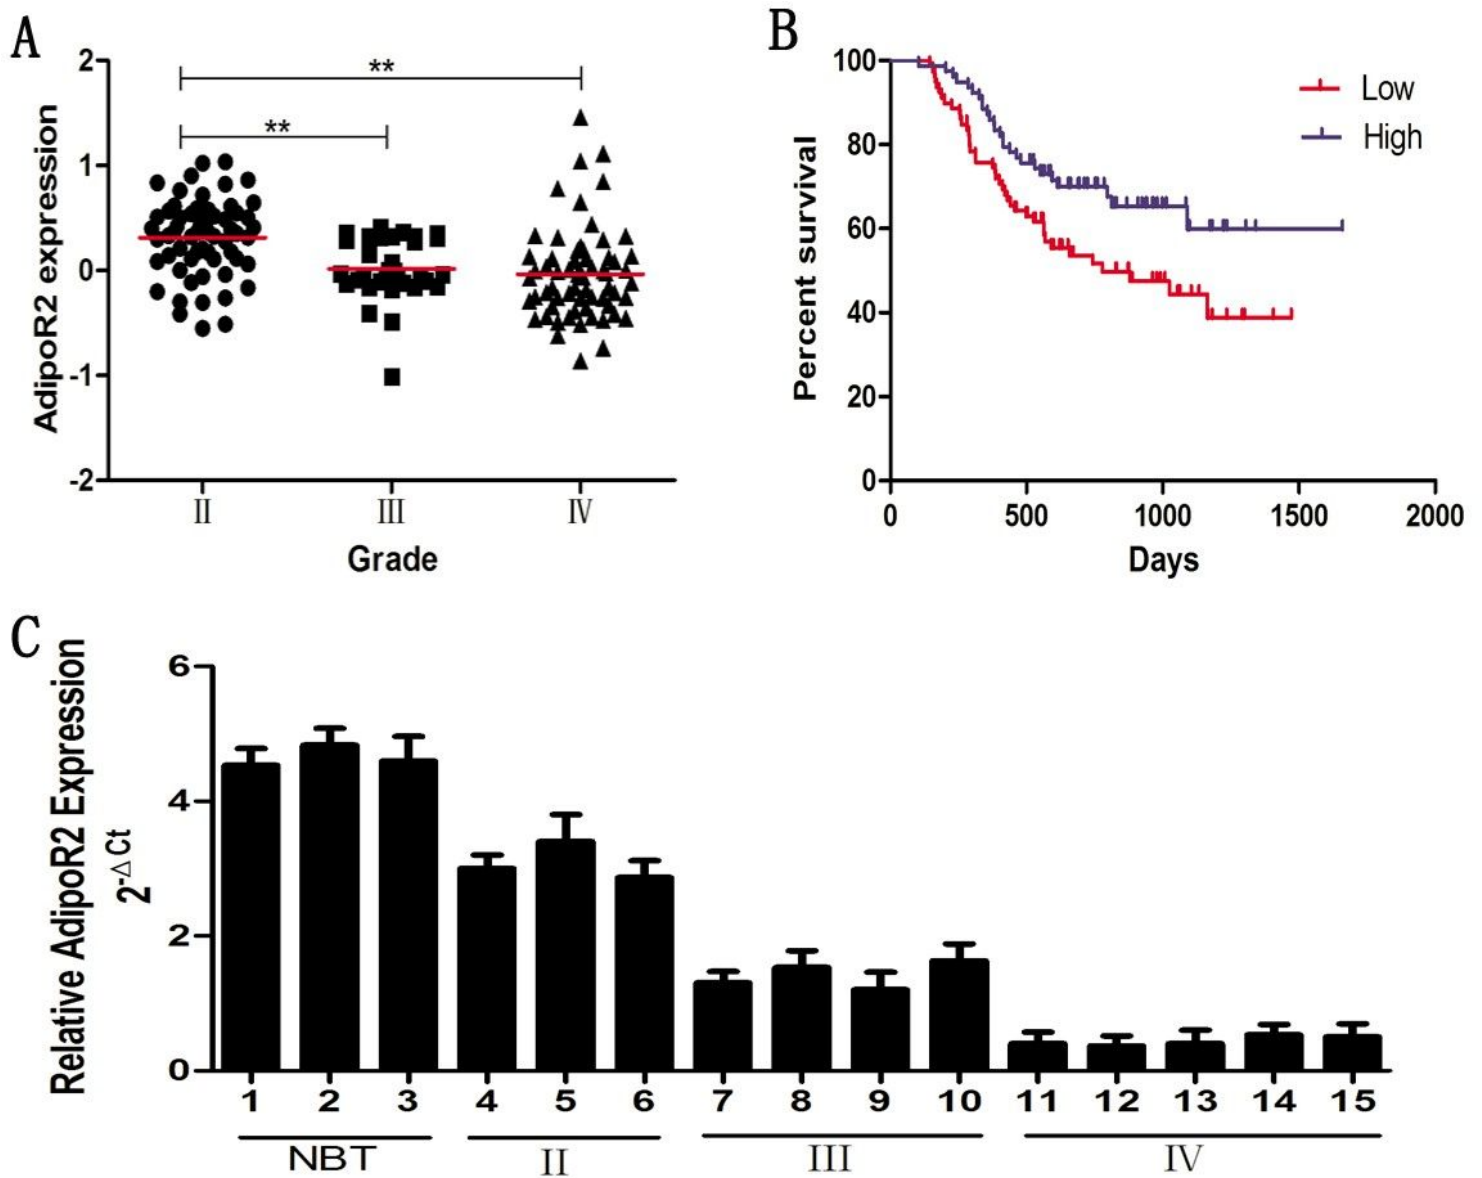 A
AdipoR2 expression
2
1
0
-1
-2
**
**
II
III
IV
Grade
B
Percent survival
100
80
60
40
20
0
Low
High
0
500
1000
1500
2000
Days
C
Relative AdipoR2 Expression
2-△Ct
6
4
2
0
1
2
3
4
5
6
7
8
9
10
11
12
13
14
15
NBT
II
III
IV